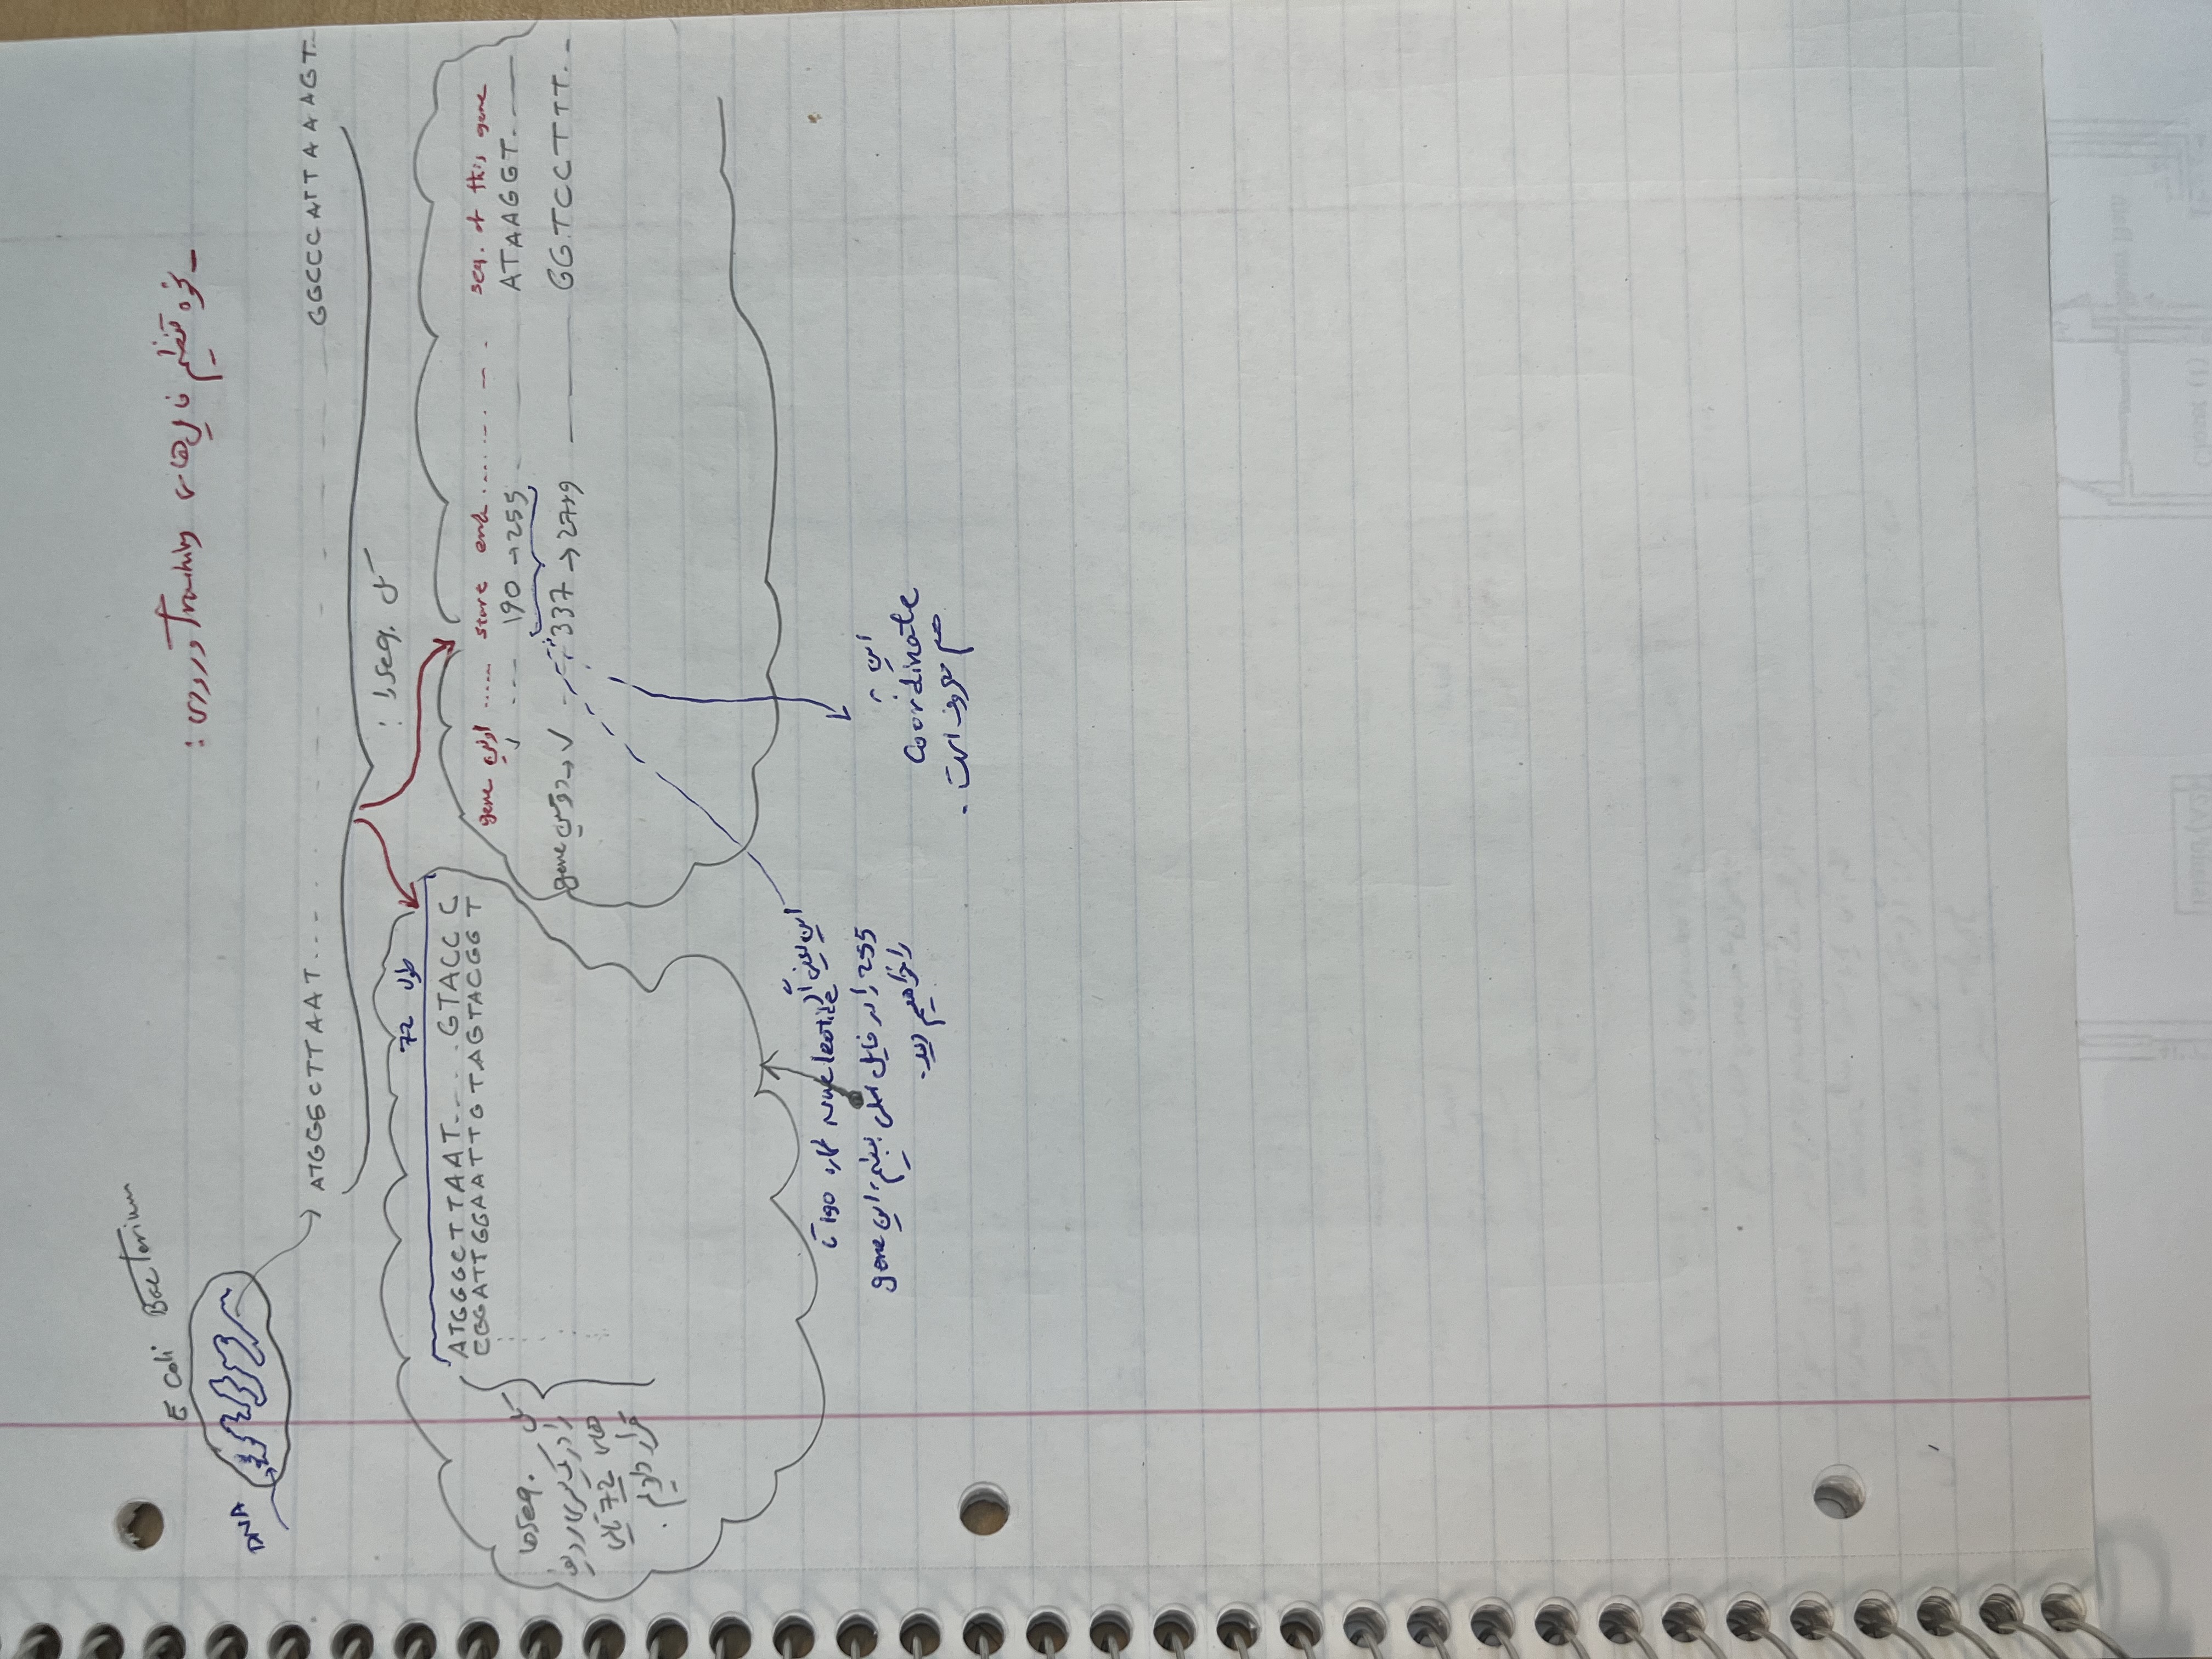 E Coli Bacterium
ـ نحوه تنظیم فایل‌های Training ورودی :
DNA
ATGGGCTTAAT..
GGCCCATTAAAGT..
کل .seq را :
طول 72
ATGGGCTTAAT.....GTACCC
CGGATTGGAATTGTAGTACGGT
کل .seq
را در یک سری ردیف
های 72 تایی
قرار دادیم .
اولین gene ...... start end ........ seq. of this gene
✓ --- 190 → 255 ATAAGGT.
دومین gene → ✓ 337 → 2799 GGTCCTTT..
این یعنی اگر nucleotide شماره 190 تا
255 را در فایل اصلی ببینیم، این gene
را خواهیم دید.
این به
Coordinate
هم معروف است .